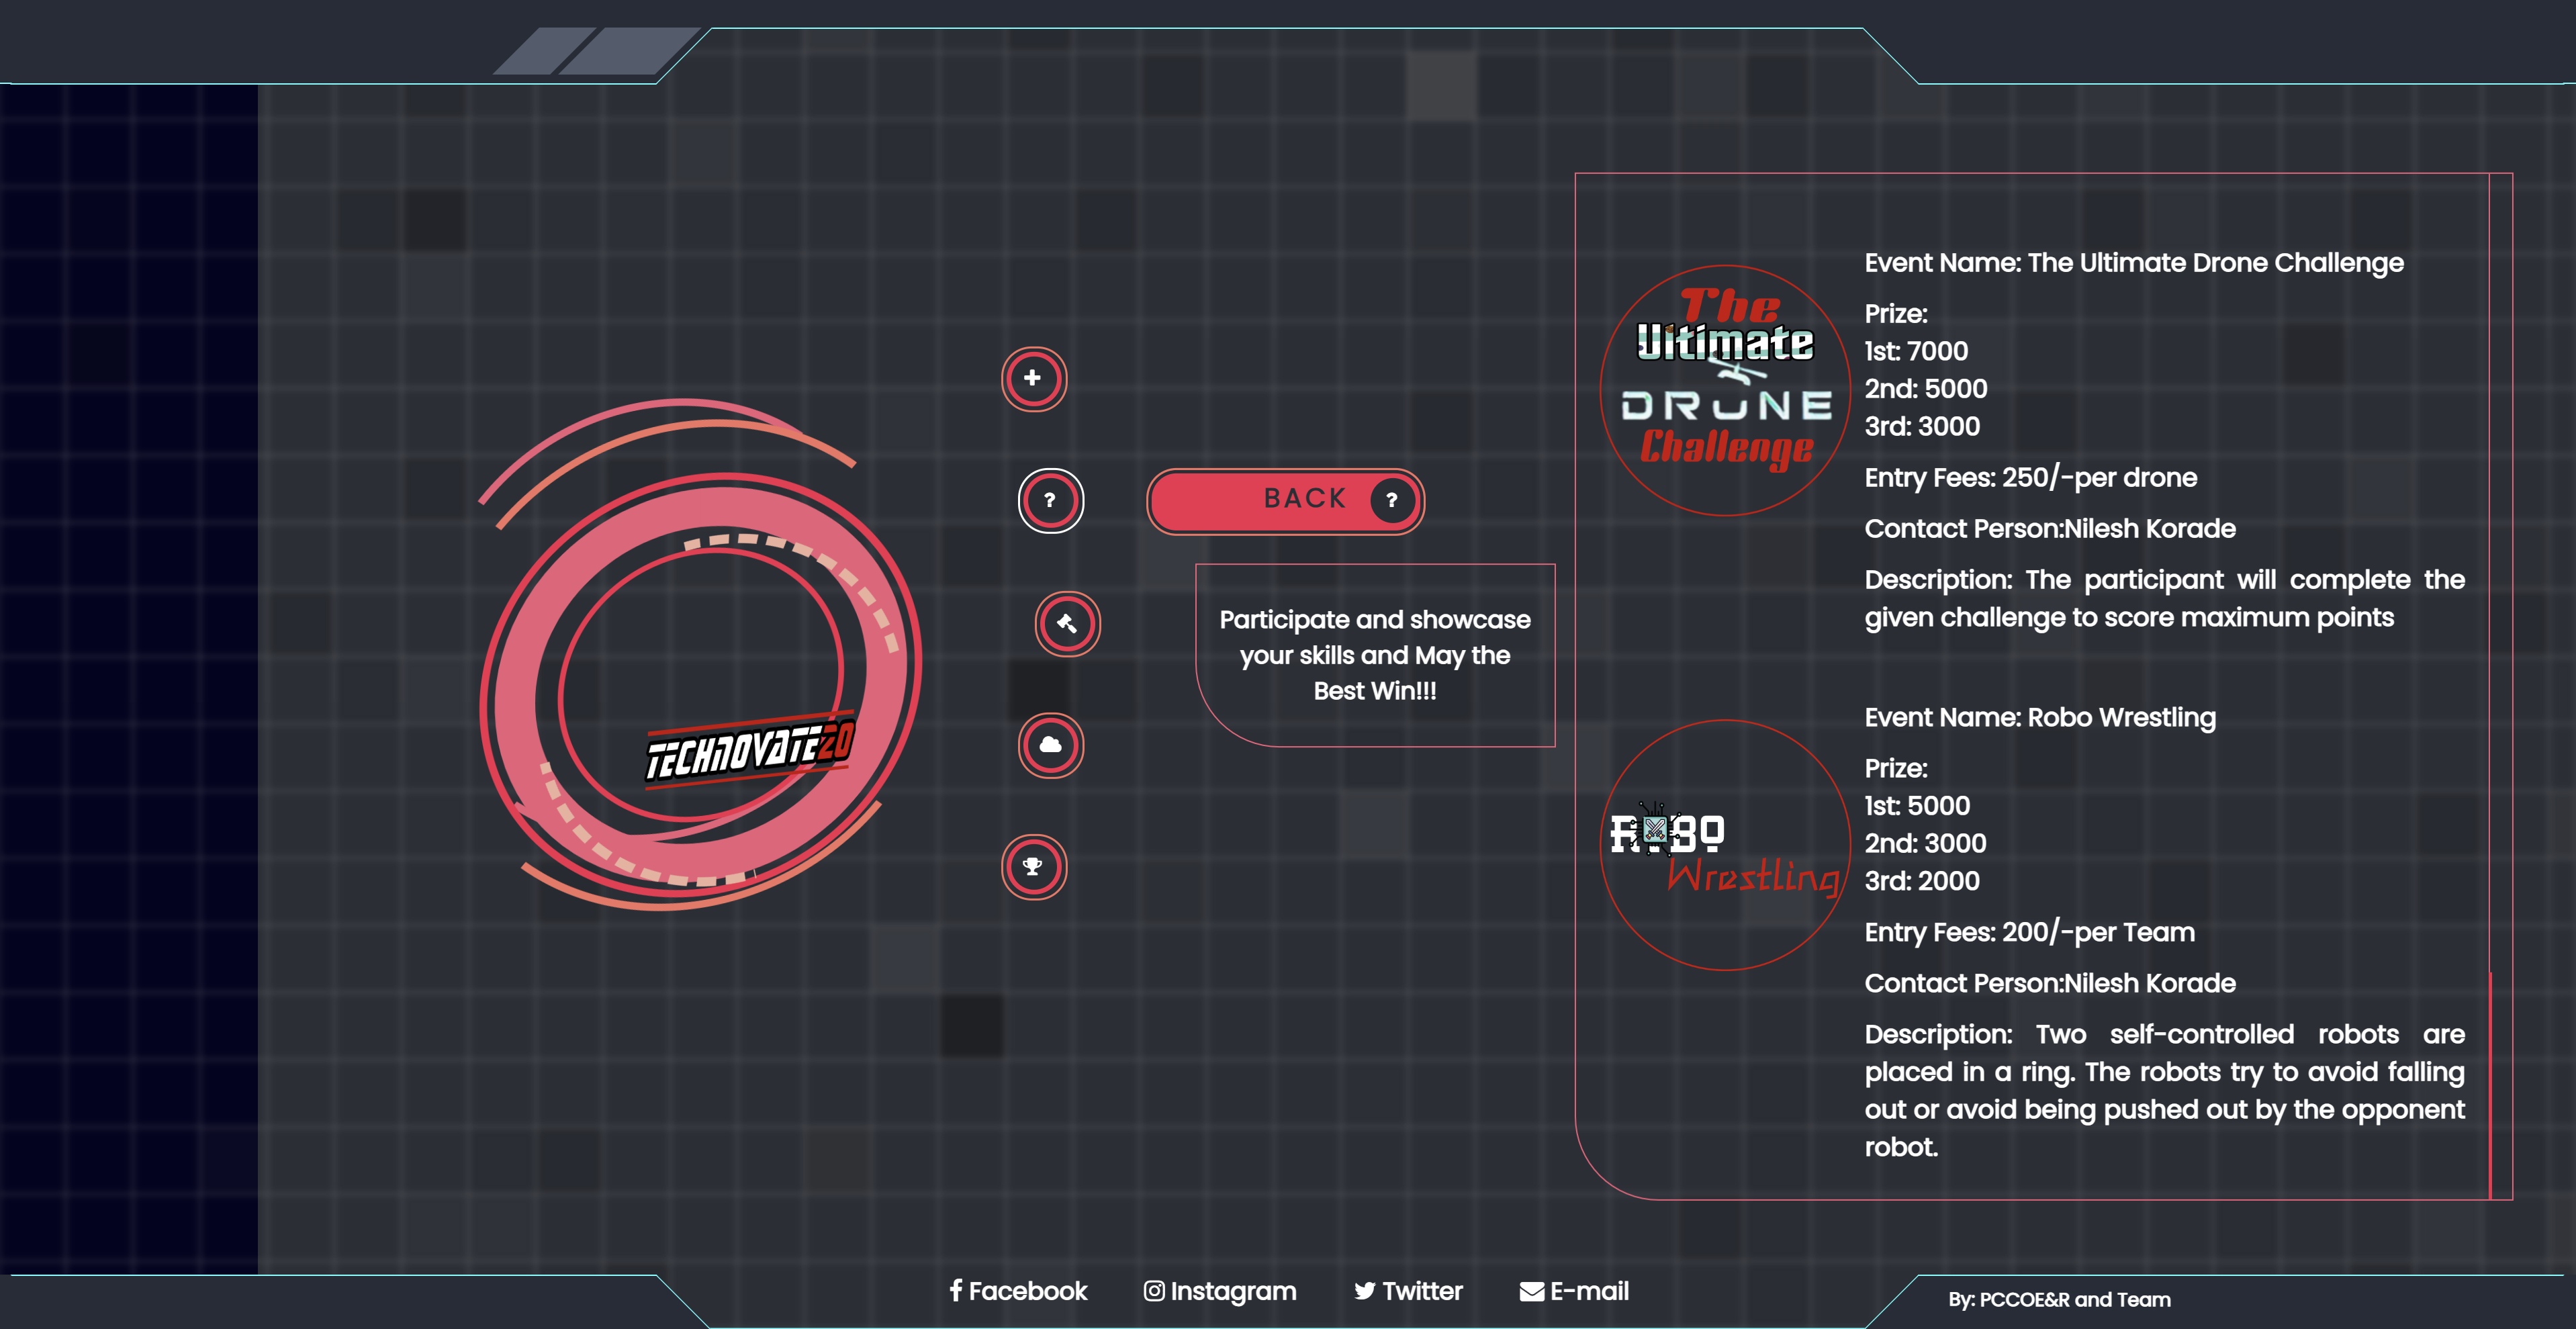 TECHNOVATE20
BACK
Participate and showcase
your skills and May the
Best Win!!!
The
Ultimate
DRONE
Challenge
Event Name: The Ultimate Drone Challenge
Prize:
1st: 7000
2nd: 5000
3rd: 3000
Entry Fees: 250/-per drone
Contact Person:Nilesh Korade
Description: The participant will complete the
given challenge to score maximum points
ROBO
Wrestling
Event Name: Robo Wrestling
Prize:
1st: 5000
2nd: 3000
3rd: 2000
Entry Fees: 200/-per Team
Contact Person:Nilesh Korade
Description: Two self-controlled robots are
placed in a ring. The robots try to avoid falling
out or avoid being pushed out by the opponent
robot.
Facebook Instagram Twitter E-mail
By: PCCOE&R and Team